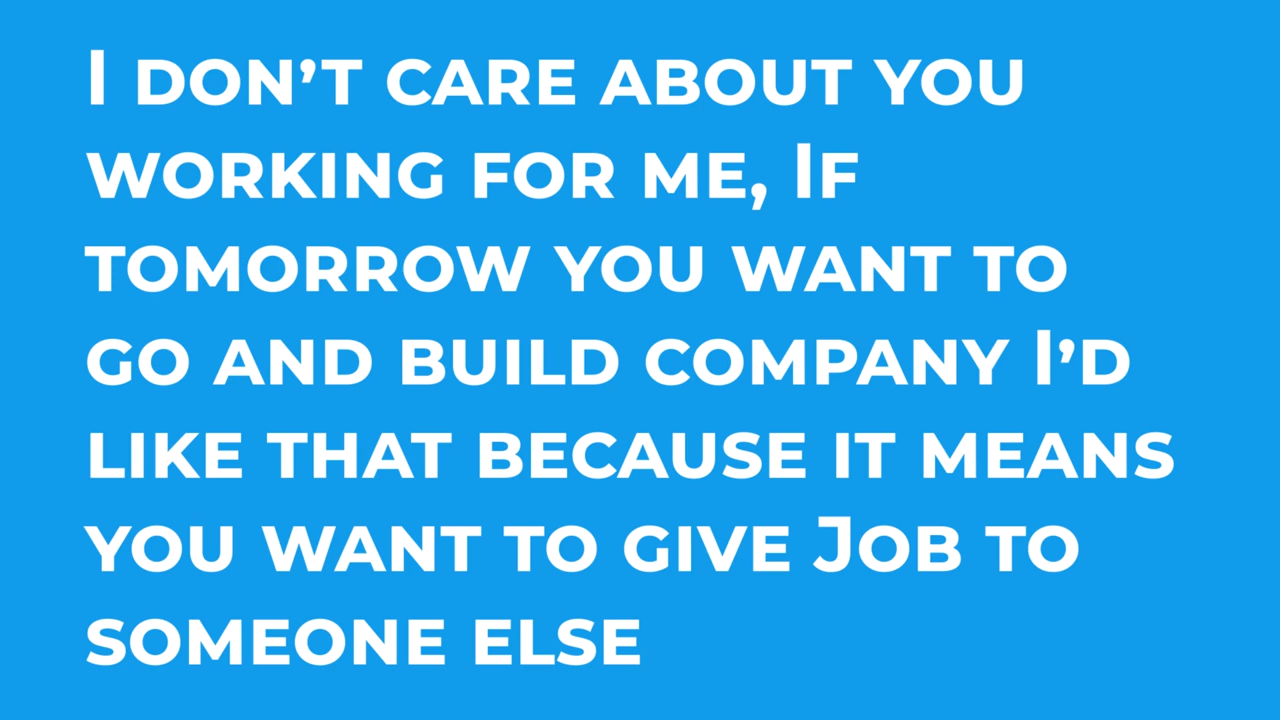 I don’t care about you
working for me, If
tomorrow you want to
go and build company I’d
like that because it means
you want to give Job to
someone else